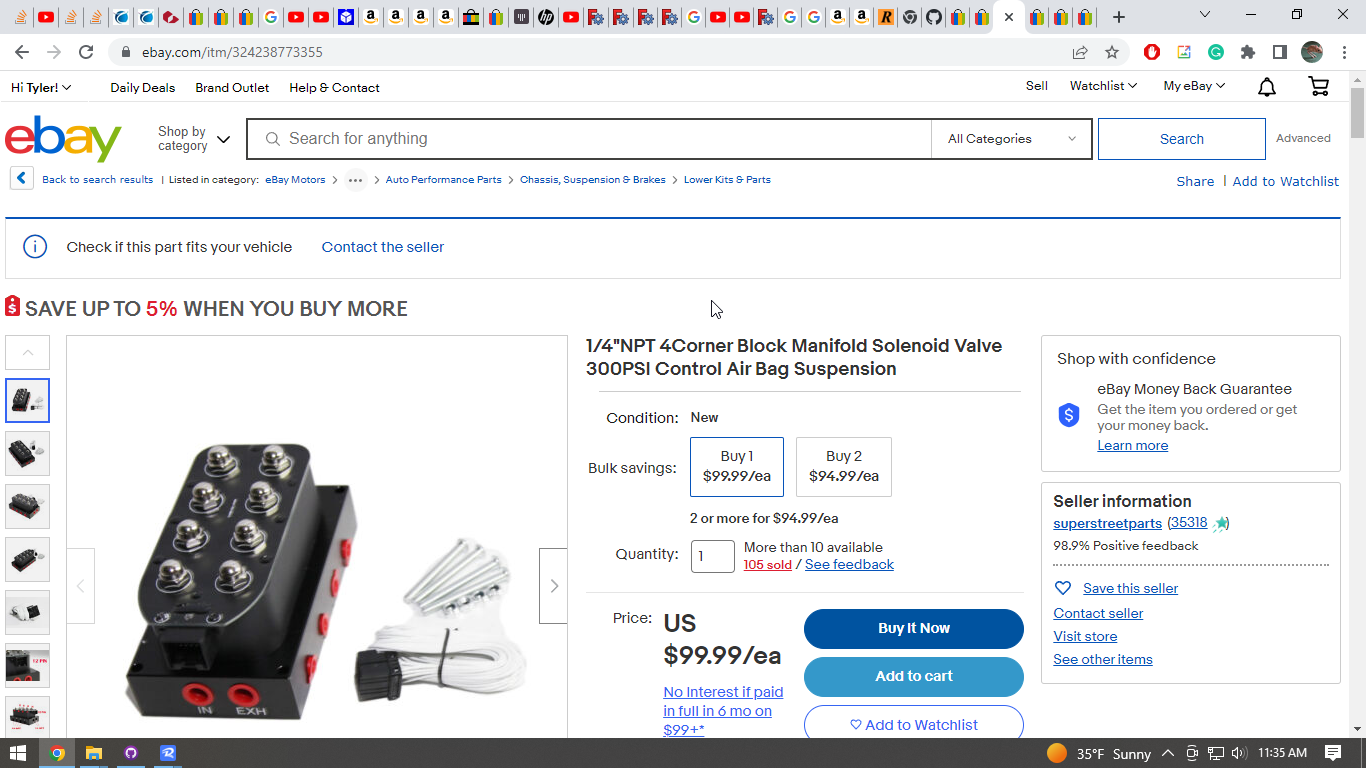 ebay.com/itm/324238773355
Hi Tyler!
Daily Deals
Brand Outlet
Help & Contact
Sell
Watchlist
My eBay
ebay
Shop by
category
Search for anything
All Categories
Search
Advanced
Back to search results | Listed in category: eBay Motors > ••• > Auto Performance Parts > Chassis, Suspension & Brakes > Lower Kits & Parts
Share | Add to Watchlist
Check if this part fits your vehicle
Contact the seller
SAVE UP TO 5% WHEN YOU BUY MORE
1/4"NPT 4Corner Block Manifold Solenoid Valve
300PSI Control Air Bag Suspension
Condition: New
Bulk savings:
Buy 1
$99.99/ea
Buy 2
$94.99/ea
2 or more for $94.99/ea
Quantity: 1
More than 10 available
105 sold / See feedback
Price:
US
$99.99/ea
No Interest if paid
in full in 6 mo on
$99+*
Buy It Now
Add to cart
Add to Watchlist
IN
EXH
12 PIN
Shop with confidence
eBay Money Back Guarantee
Get the item you ordered or get
your money back.
Learn more
Seller information
superstreetparts (35318)
98.9% Positive feedback
Save this seller
Contact seller
Visit store
See other items
35°F Sunny
11:35 AM